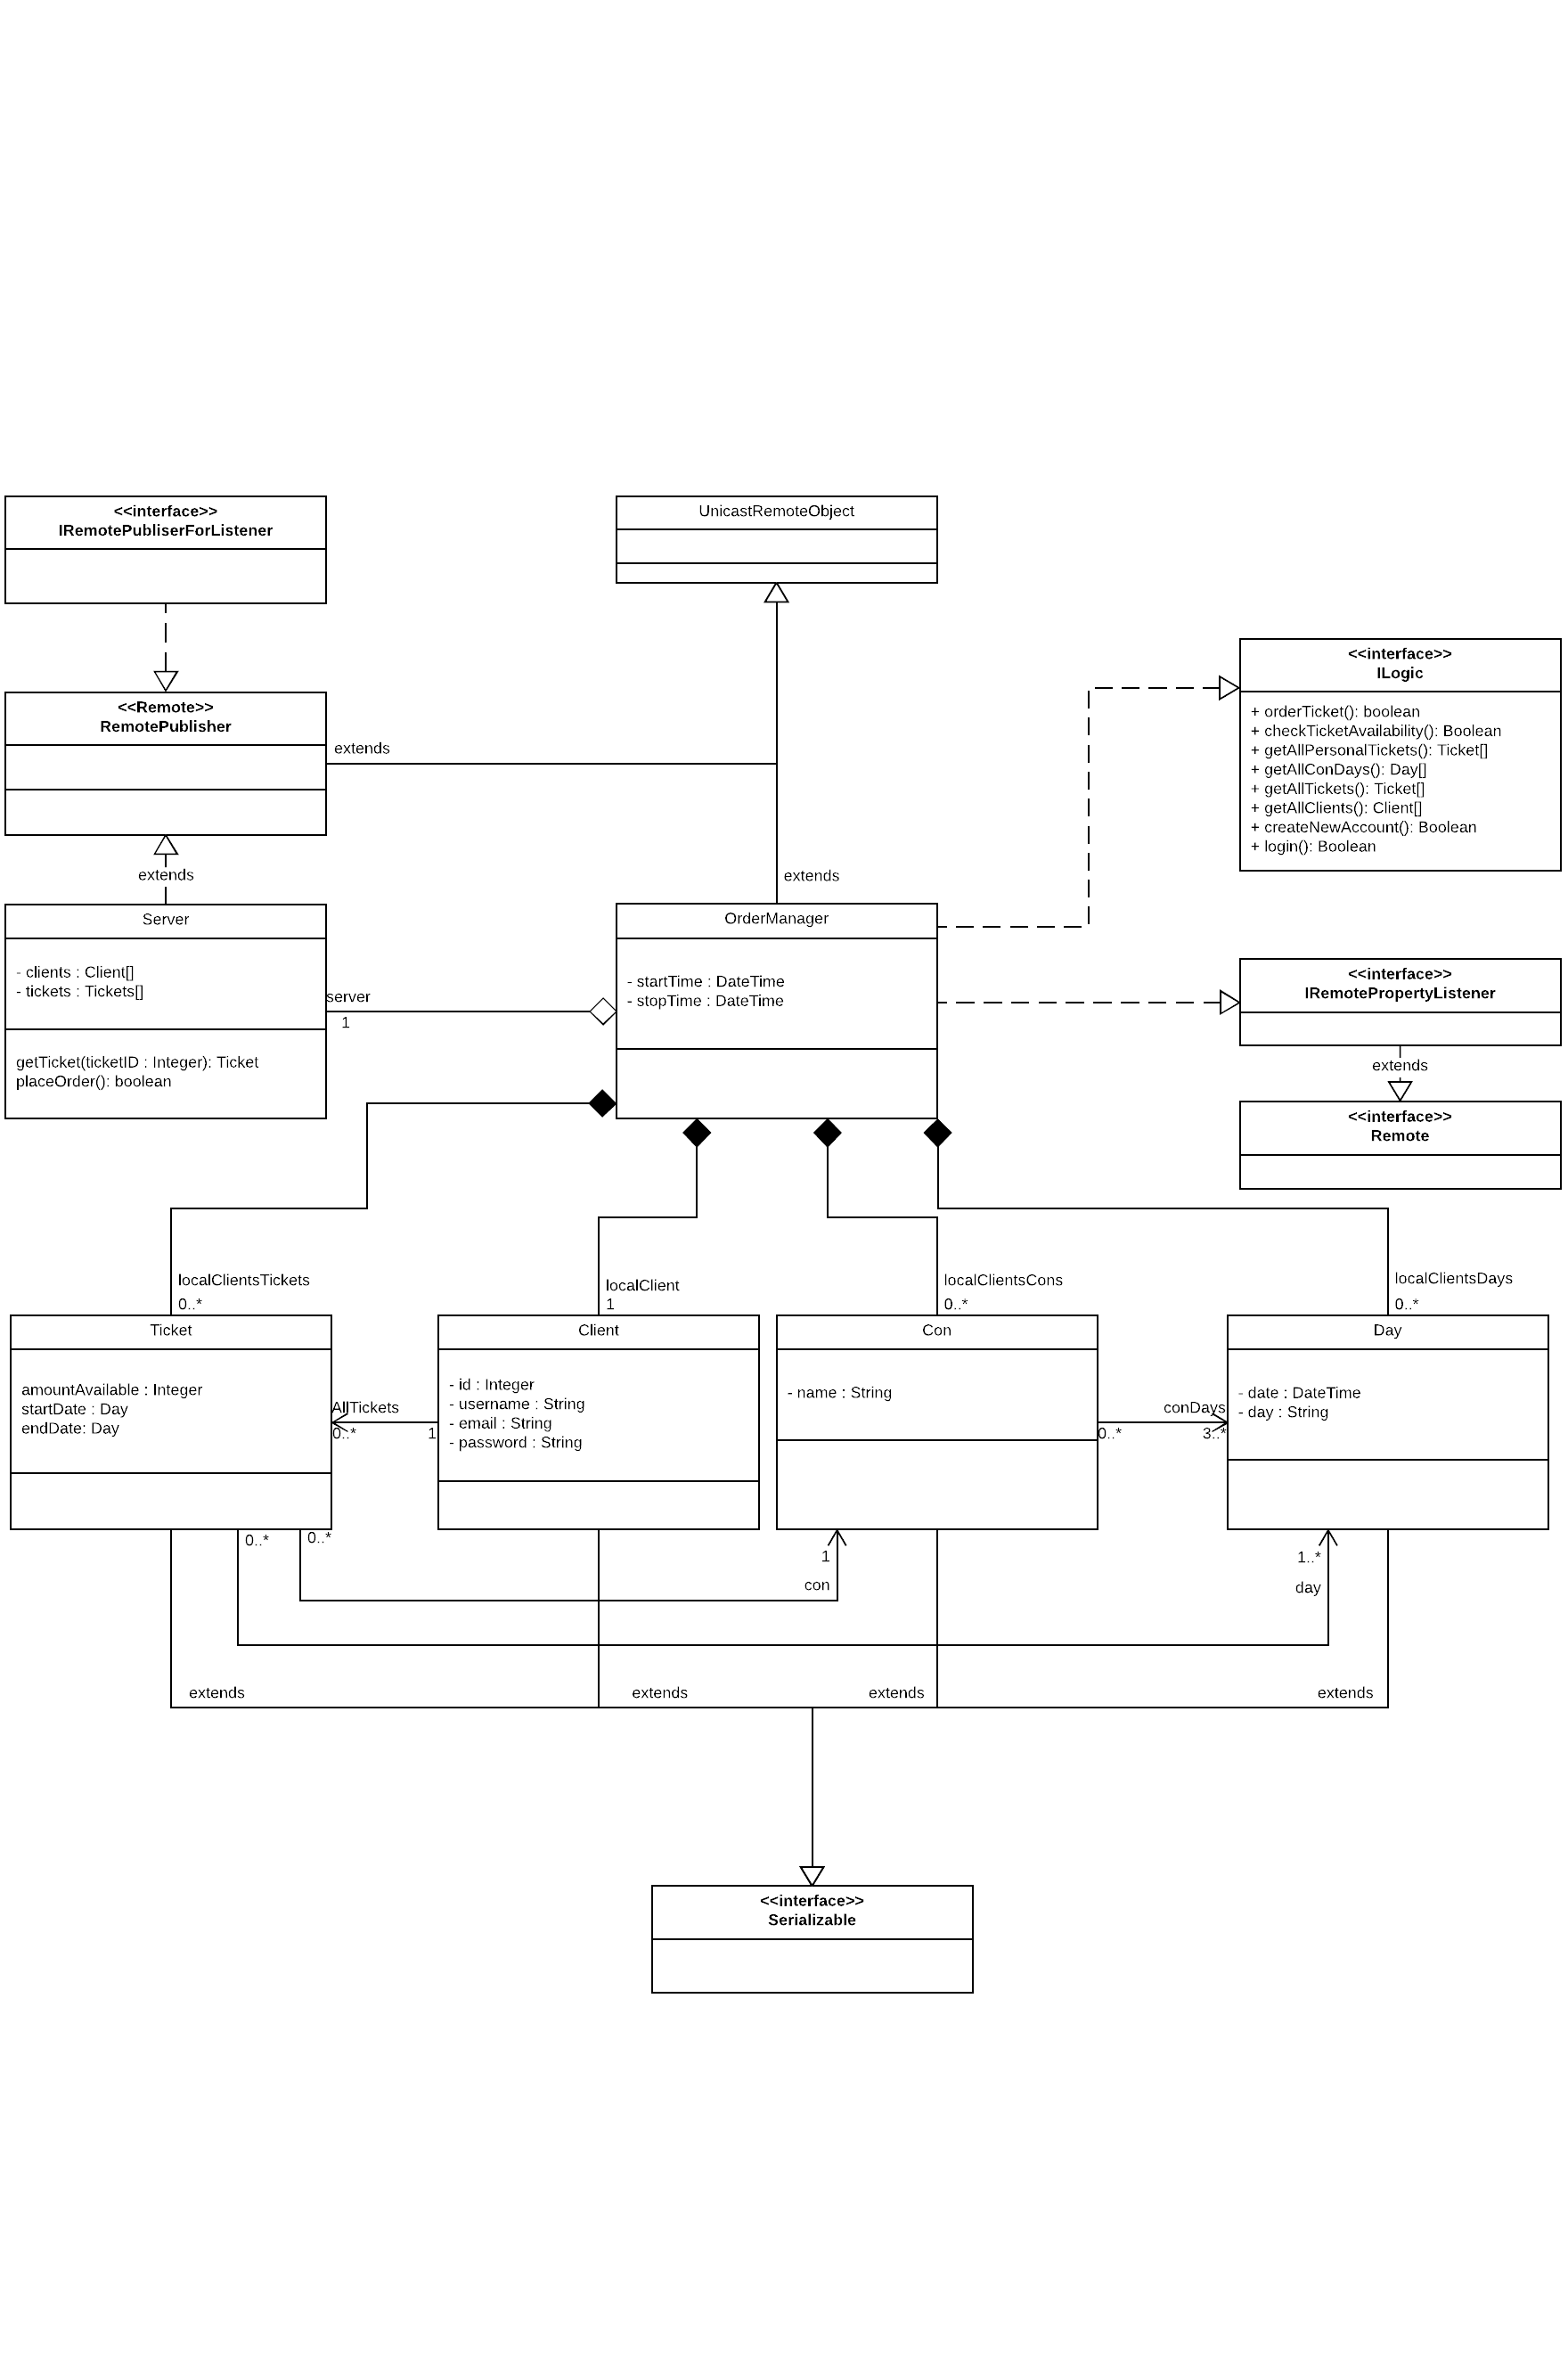 <<interface>>
IRemotePubliserForListener
UnicastRemoteObject
<<interface>>
ILogic
+ orderTicket(): boolean
+ checkTicketAvailability(): Boolean
+ getAllPersonalTickets(): Ticket[]
+ getAllConDays(): Day[]
+ getAllTickets(): Ticket[]
+ getAllClients(): Client[]
+ createNewAccount(): Boolean
+ login(): Boolean
<<Remote>>
RemotePublisher
extends
extends
extends
Server
- clients : Client[]
- tickets : Tickets[]
getTicket(ticketID : Integer): Ticket
placeOrder(): boolean
server
1
OrderManager
- startTime : DateTime
- stopTime : DateTime
<<interface>>
IRemotePropertyListener
extends
<<interface>>
Remote
localClientsTickets
0..*
localClient
1
localClientsCons
0..*
localClientsDays
0..*
Ticket
amountAvailable : Integer
startDate : Day
endDate: Day
AllTickets
0..*
1
Client
- id : Integer
- username : String
- email : String
- password : String
Con
- name : String
conDays
0..*
3..*
Day
- date : DateTime
- day : String
0..*
0..*
1
con
1..*
day
extends
extends
extends
extends
<<interface>>
Serializable